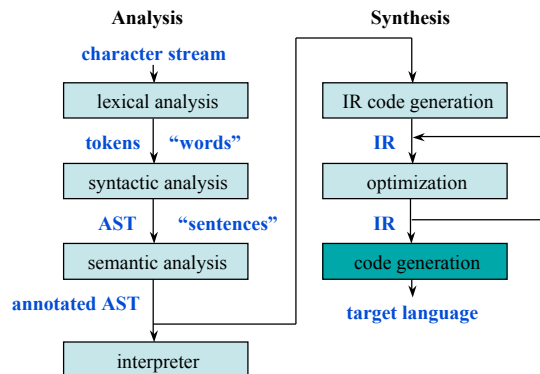 Analysis
character stream
lexical analysis
tokens “words”
syntactic analysis
AST “sentences”
semantic analysis
annotated AST
interpreter
Synthesis
IR code generation
IR
optimization
IR
code generation
target language